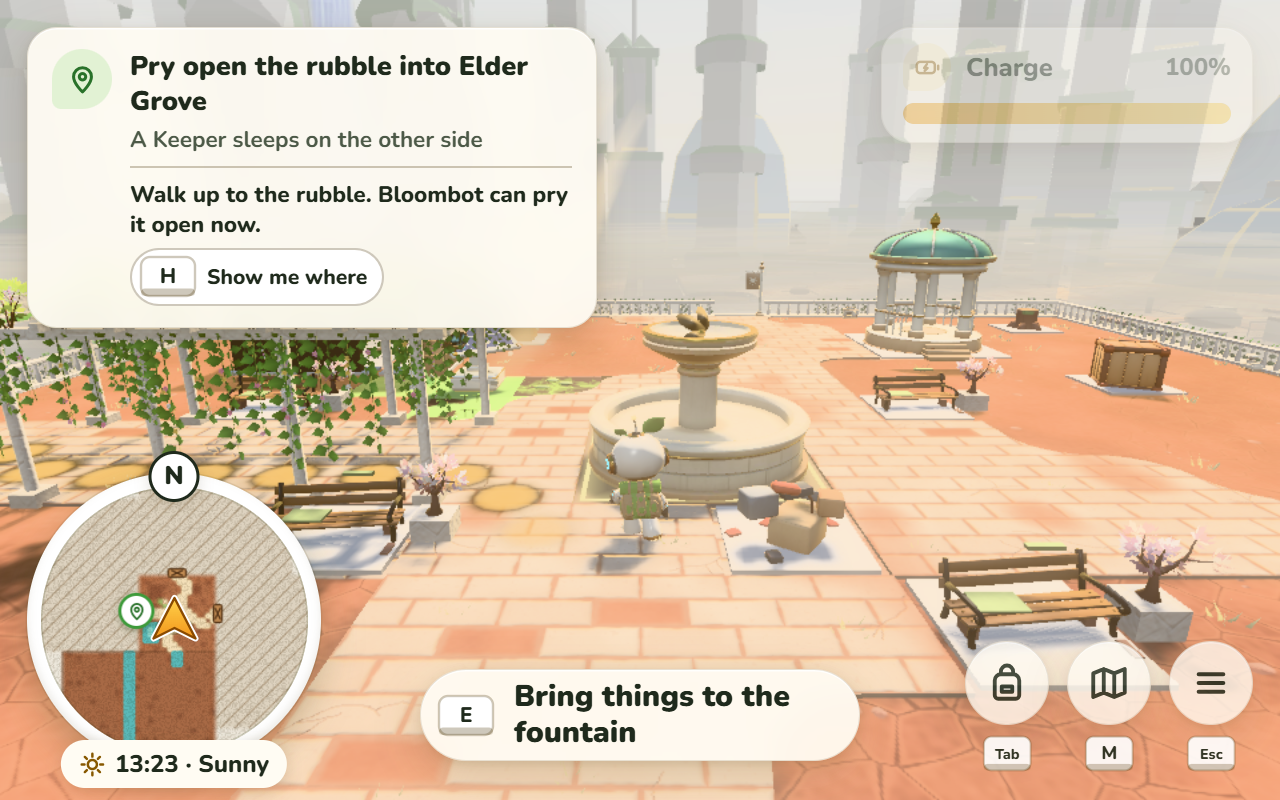 Pry open the rubble into Elder
Grove
A Keeper sleeps on the other side
Walk up to the rubble. Bloombot can pry
it open now.
H Show me where
Charge 100%
N
13:23 · Sunny
E Bring things to the
fountain
Tab M Esc